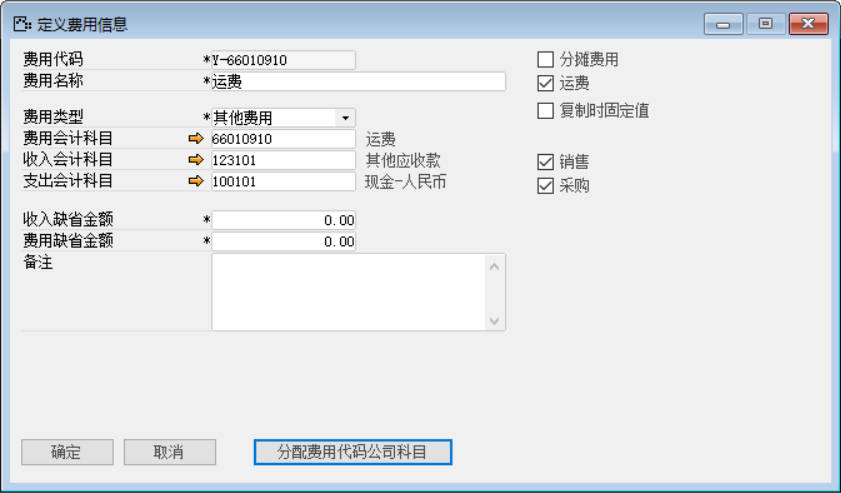 定义费用信息
费用代码 *Y-66010910
分摊费用
费用名称 *运费
运费
复制时固定值
费用类型 *其他费用
费用会计科目 66010910 运费
收入会计科目 123101 其他应收款
销售
支出会计科目 100101 现金-人民币
采购
收入缺省金额 * 0.00
费用缺省金额 * 0.00
备注
确定 取消 分配费用代码公司科目